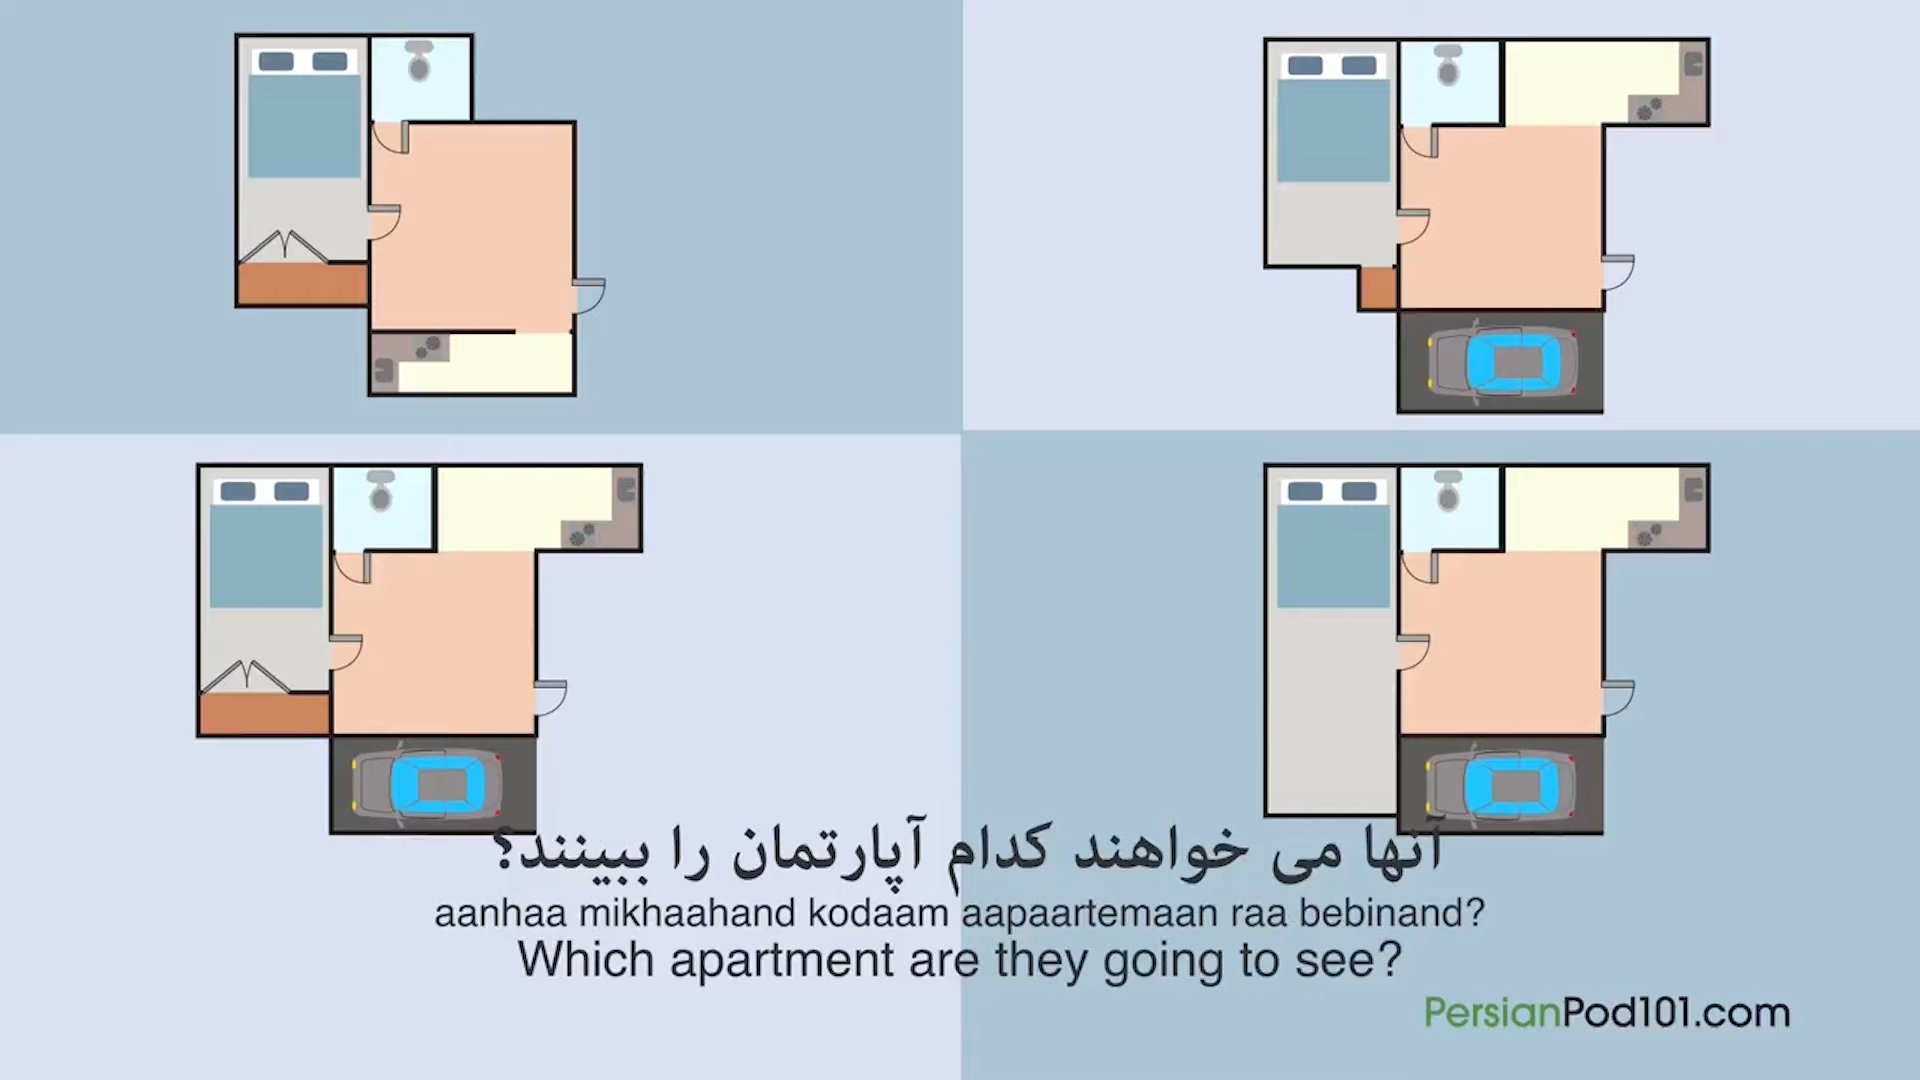 آنها می خواهند کدام آپارتمان را ببینند؟
aanhaa mikhaahand kodaam aapaartemaan raa bebinand?
Which apartment are they going to see?
PersianPod101.com